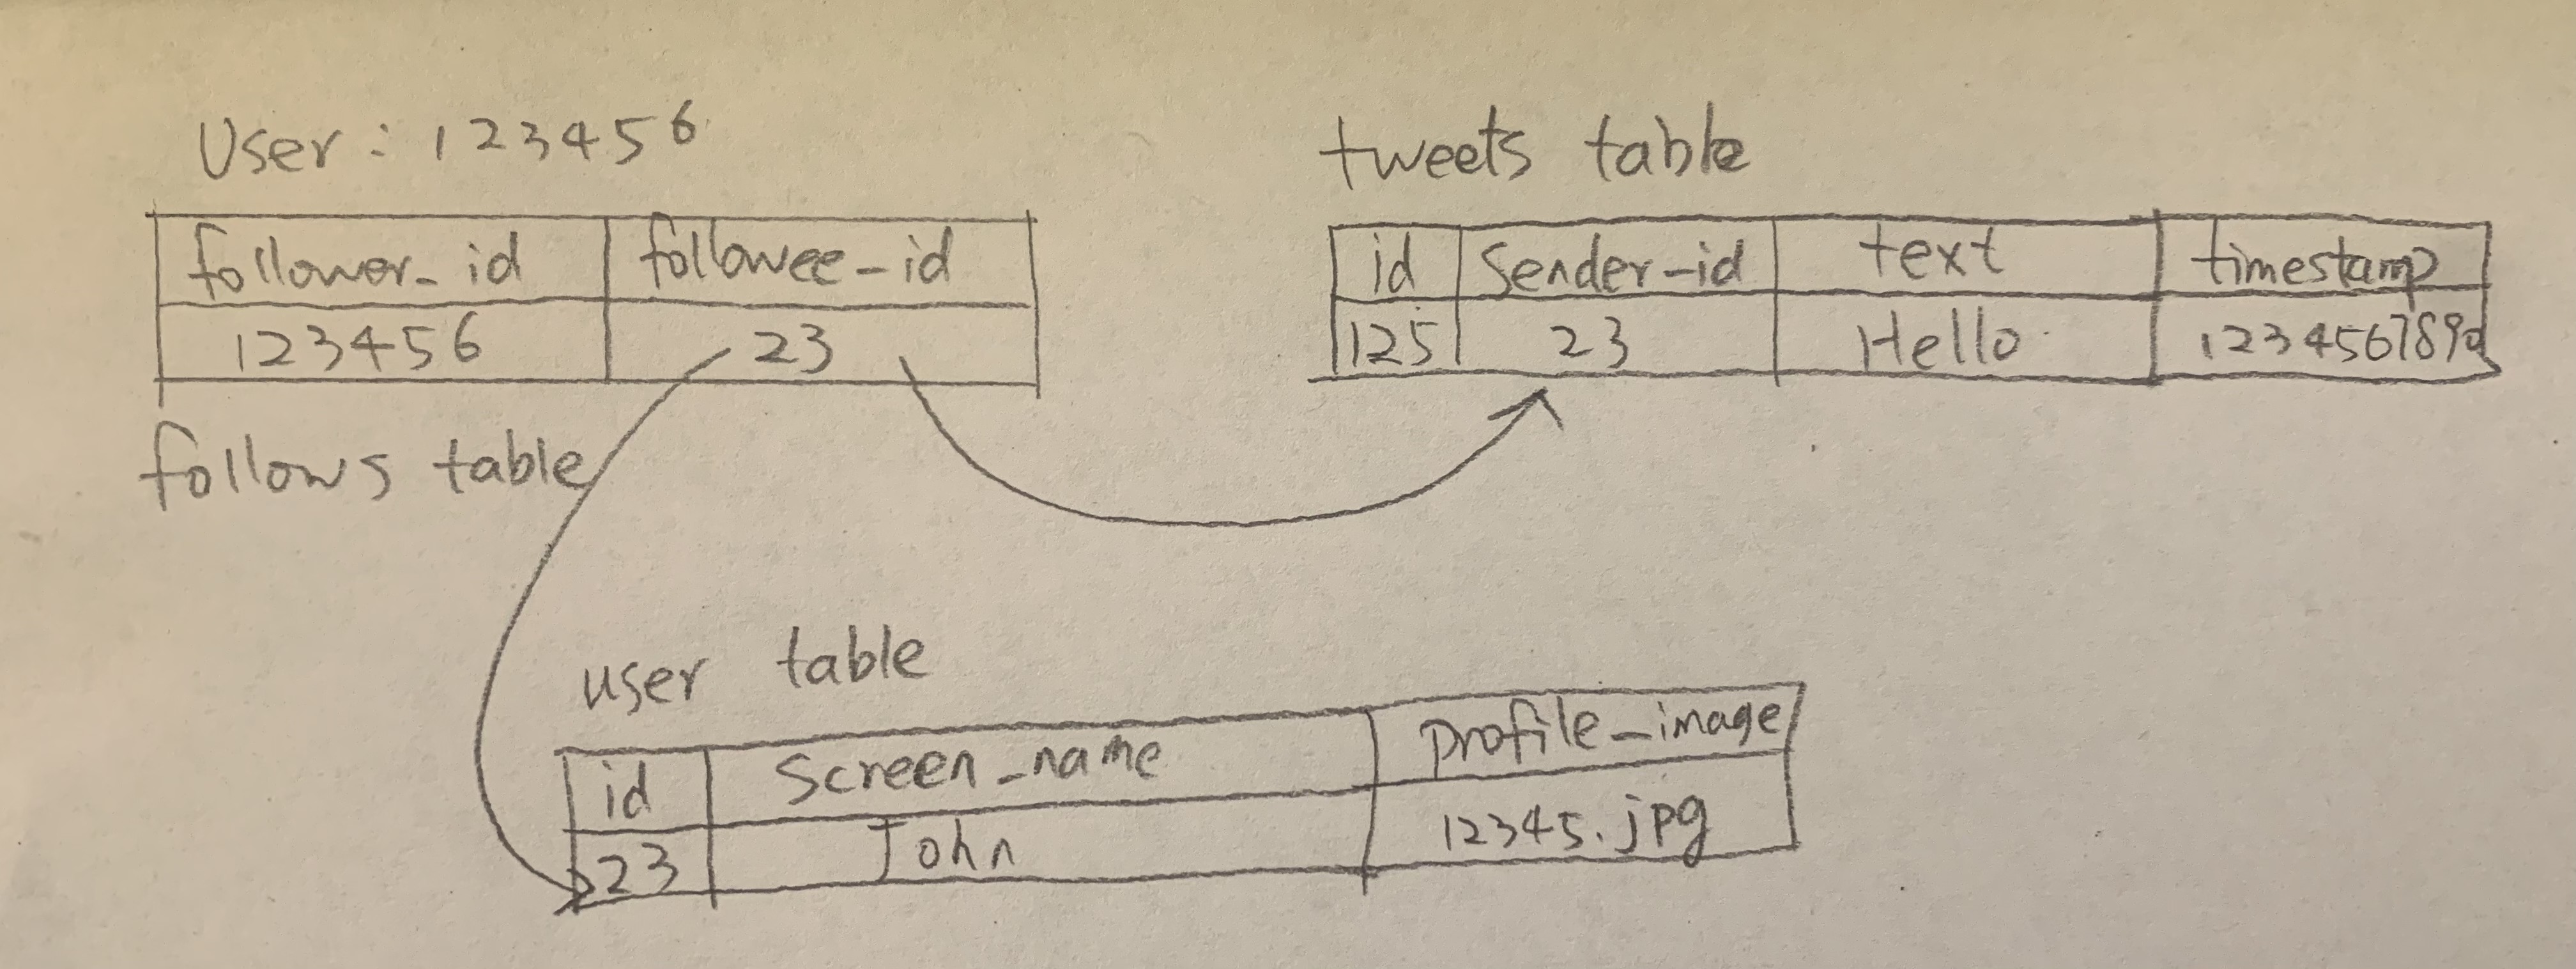 User : 123456
follower_id followee-id
123456 23
follows table
tweets table
id Sender-id text timestamp
125 23 Hello
user table
id Screen_name Profile_image
23 John 12345.jpg